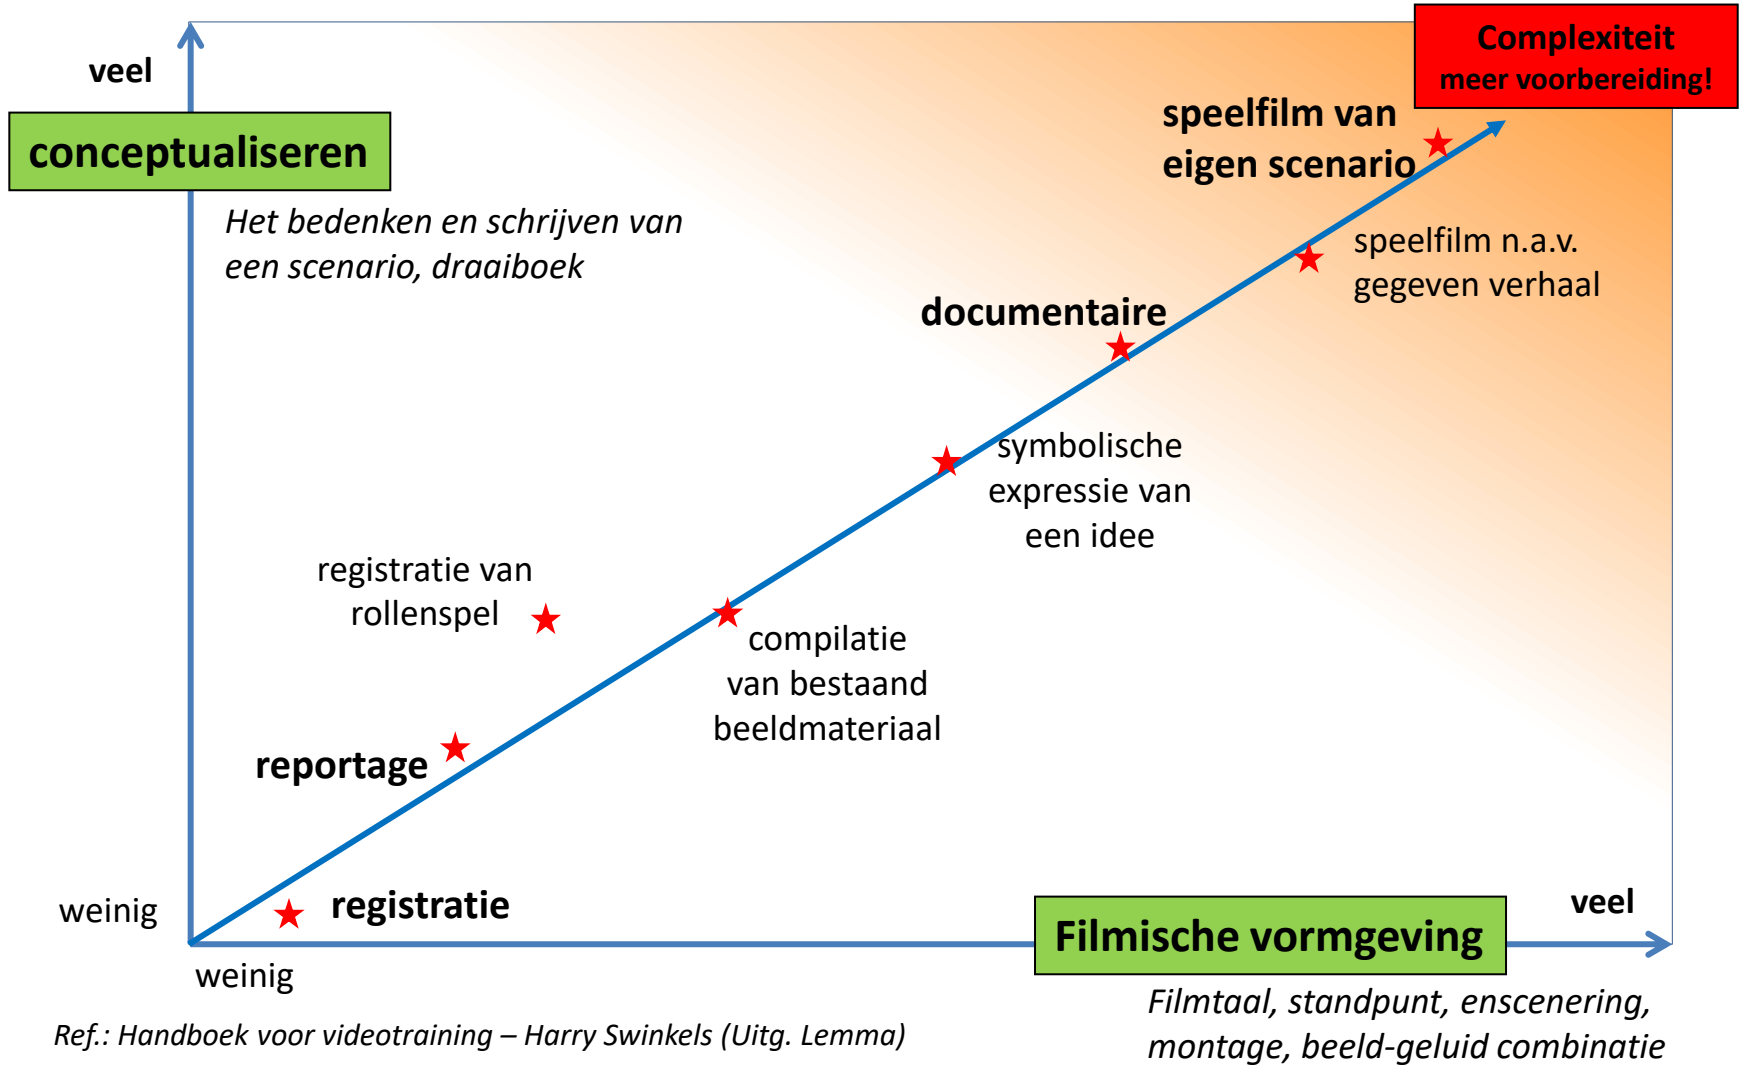 Complexiteit
meer voorbereiding!
veel
conceptualiseren
Het bedenken en schrijven van
een scenario, draaiboek
speelfilm van
eigen scenario
speelfilm n.a.v.
gegeven verhaal
documentaire
symbolische
expressie van
een idee
registratie van
rollenspel
compilatie
van bestaand
beeldmateriaal
reportage
registratie
weinig
weinig
Filmische vormgeving
veel
Filmtaal, standpunt, enscenering,
montage, beeld-geluid combinatie
Ref.: Handboek voor videotraining – Harry Swinkels (Uitg. Lemma)